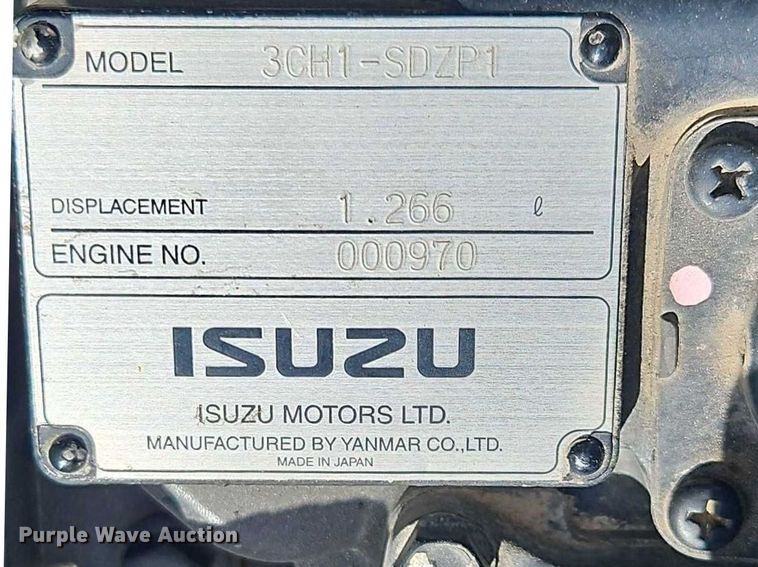 MODEL 3CH1-SDZP1
DISPLACEMENT 1.266 ℓ
ENGINE NO. 000970
ISUZU
ISUZU MOTORS LTD.
MANUFACTURED BY YANMAR CO.,LTD.
MADE IN JAPAN
Purple Wave Auction